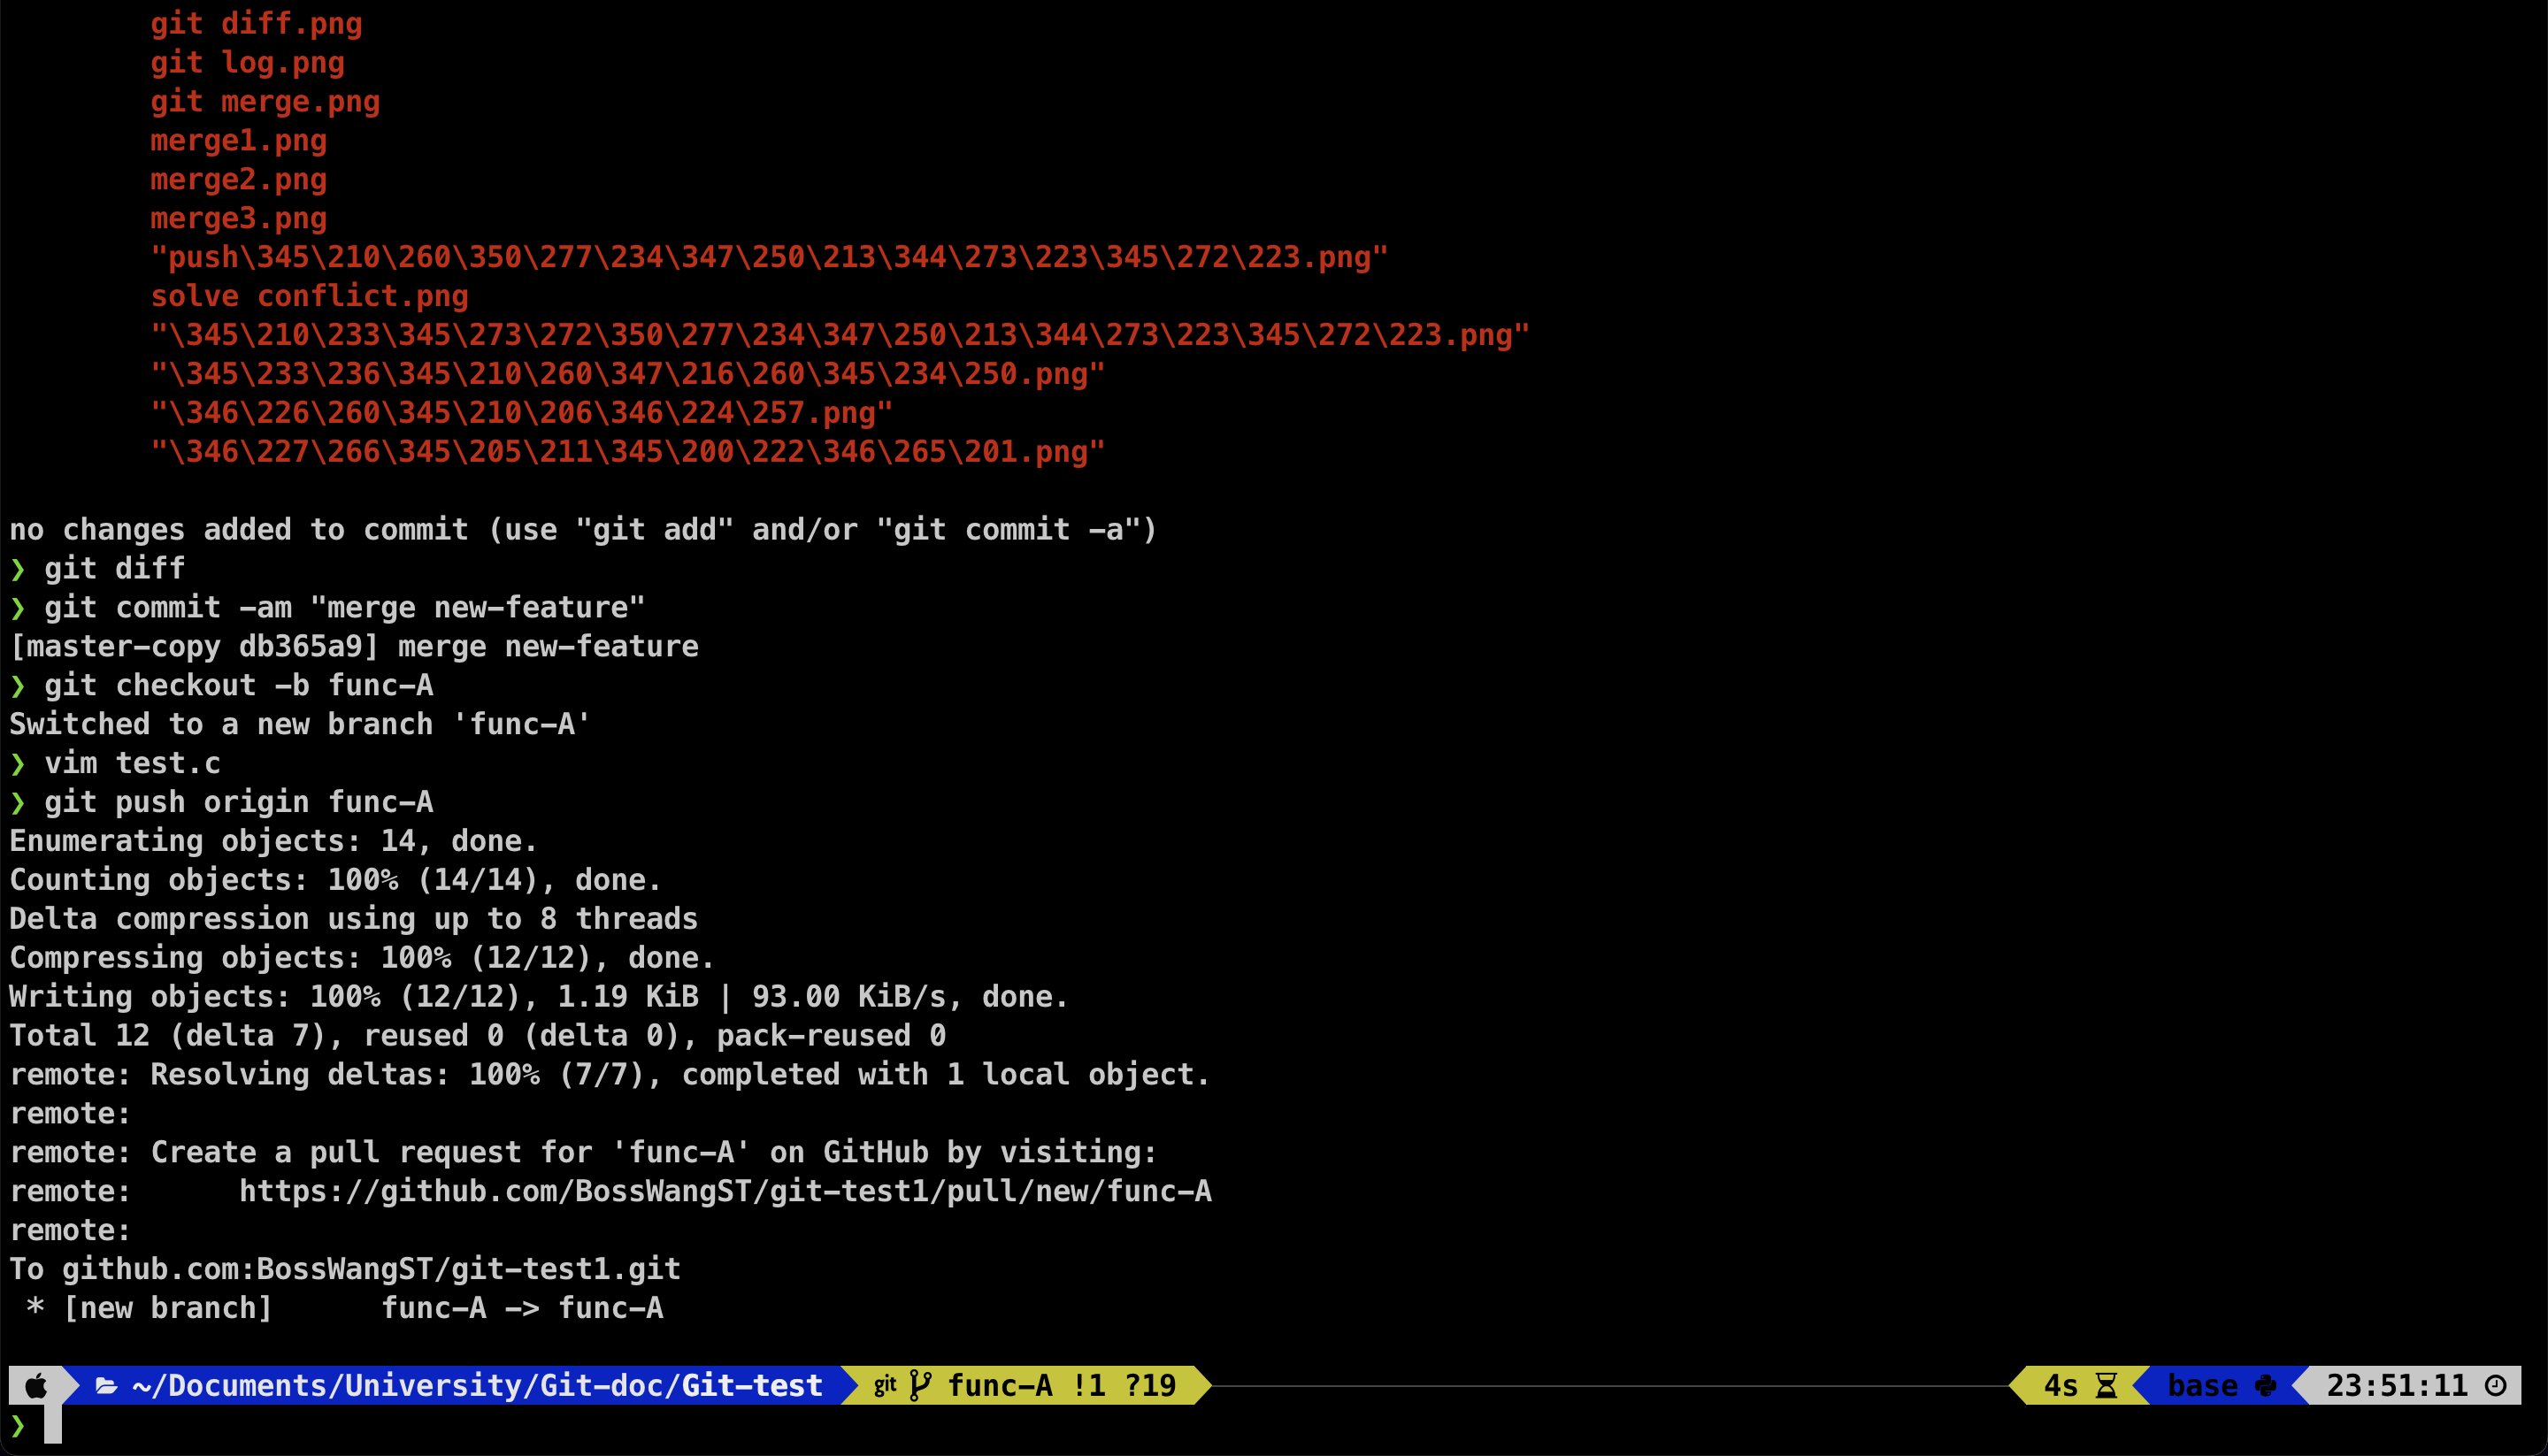 git diff.png
git log.png
git merge.png
merge1.png
merge2.png
merge3.png
"push\345\210\260\350\277\234\347\250\213\344\273\223\345\272\223.png"
solve conflict.png
"\345\210\233\345\273\272\350\277\234\347\250\213\344\273\223\345\272\223.png"
"\345\233\236\345\210\260\347\216\260\345\234\250.png"
"\346\226\260\345\210\206\346\224\257.png"
"\346\227\266\345\205\211\345\200\222\346\265\201.png"
no changes added to commit (use "git add" and/or "git commit -a")
❯ git diff
❯ git commit -am "merge new-feature"
[master-copy db365a9] merge new-feature
❯ git checkout -b func-A
Switched to a new branch 'func-A'
❯ vim test.c
❯ git push origin func-A
Enumerating objects: 14, done.
Counting objects: 100% (14/14), done.
Delta compression using up to 8 threads
Compressing objects: 100% (12/12), done.
Writing objects: 100% (12/12), 1.19 KiB | 93.00 KiB/s, done.
Total 12 (delta 7), reused 0 (delta 0), pack-reused 0
remote: Resolving deltas: 100% (7/7), completed with 1 local object.
remote:
remote: Create a pull request for 'func-A' on GitHub by visiting:
remote:      https://github.com/BossWangST/git-test1/pull/new/func-A
remote:
To github.com:BossWangST/git-test1.git
 * [new branch]      func-A -> func-A
~/Documents/University/Git-doc/Git-test git func-A !1 ?19 4s base 23:51:11
❯